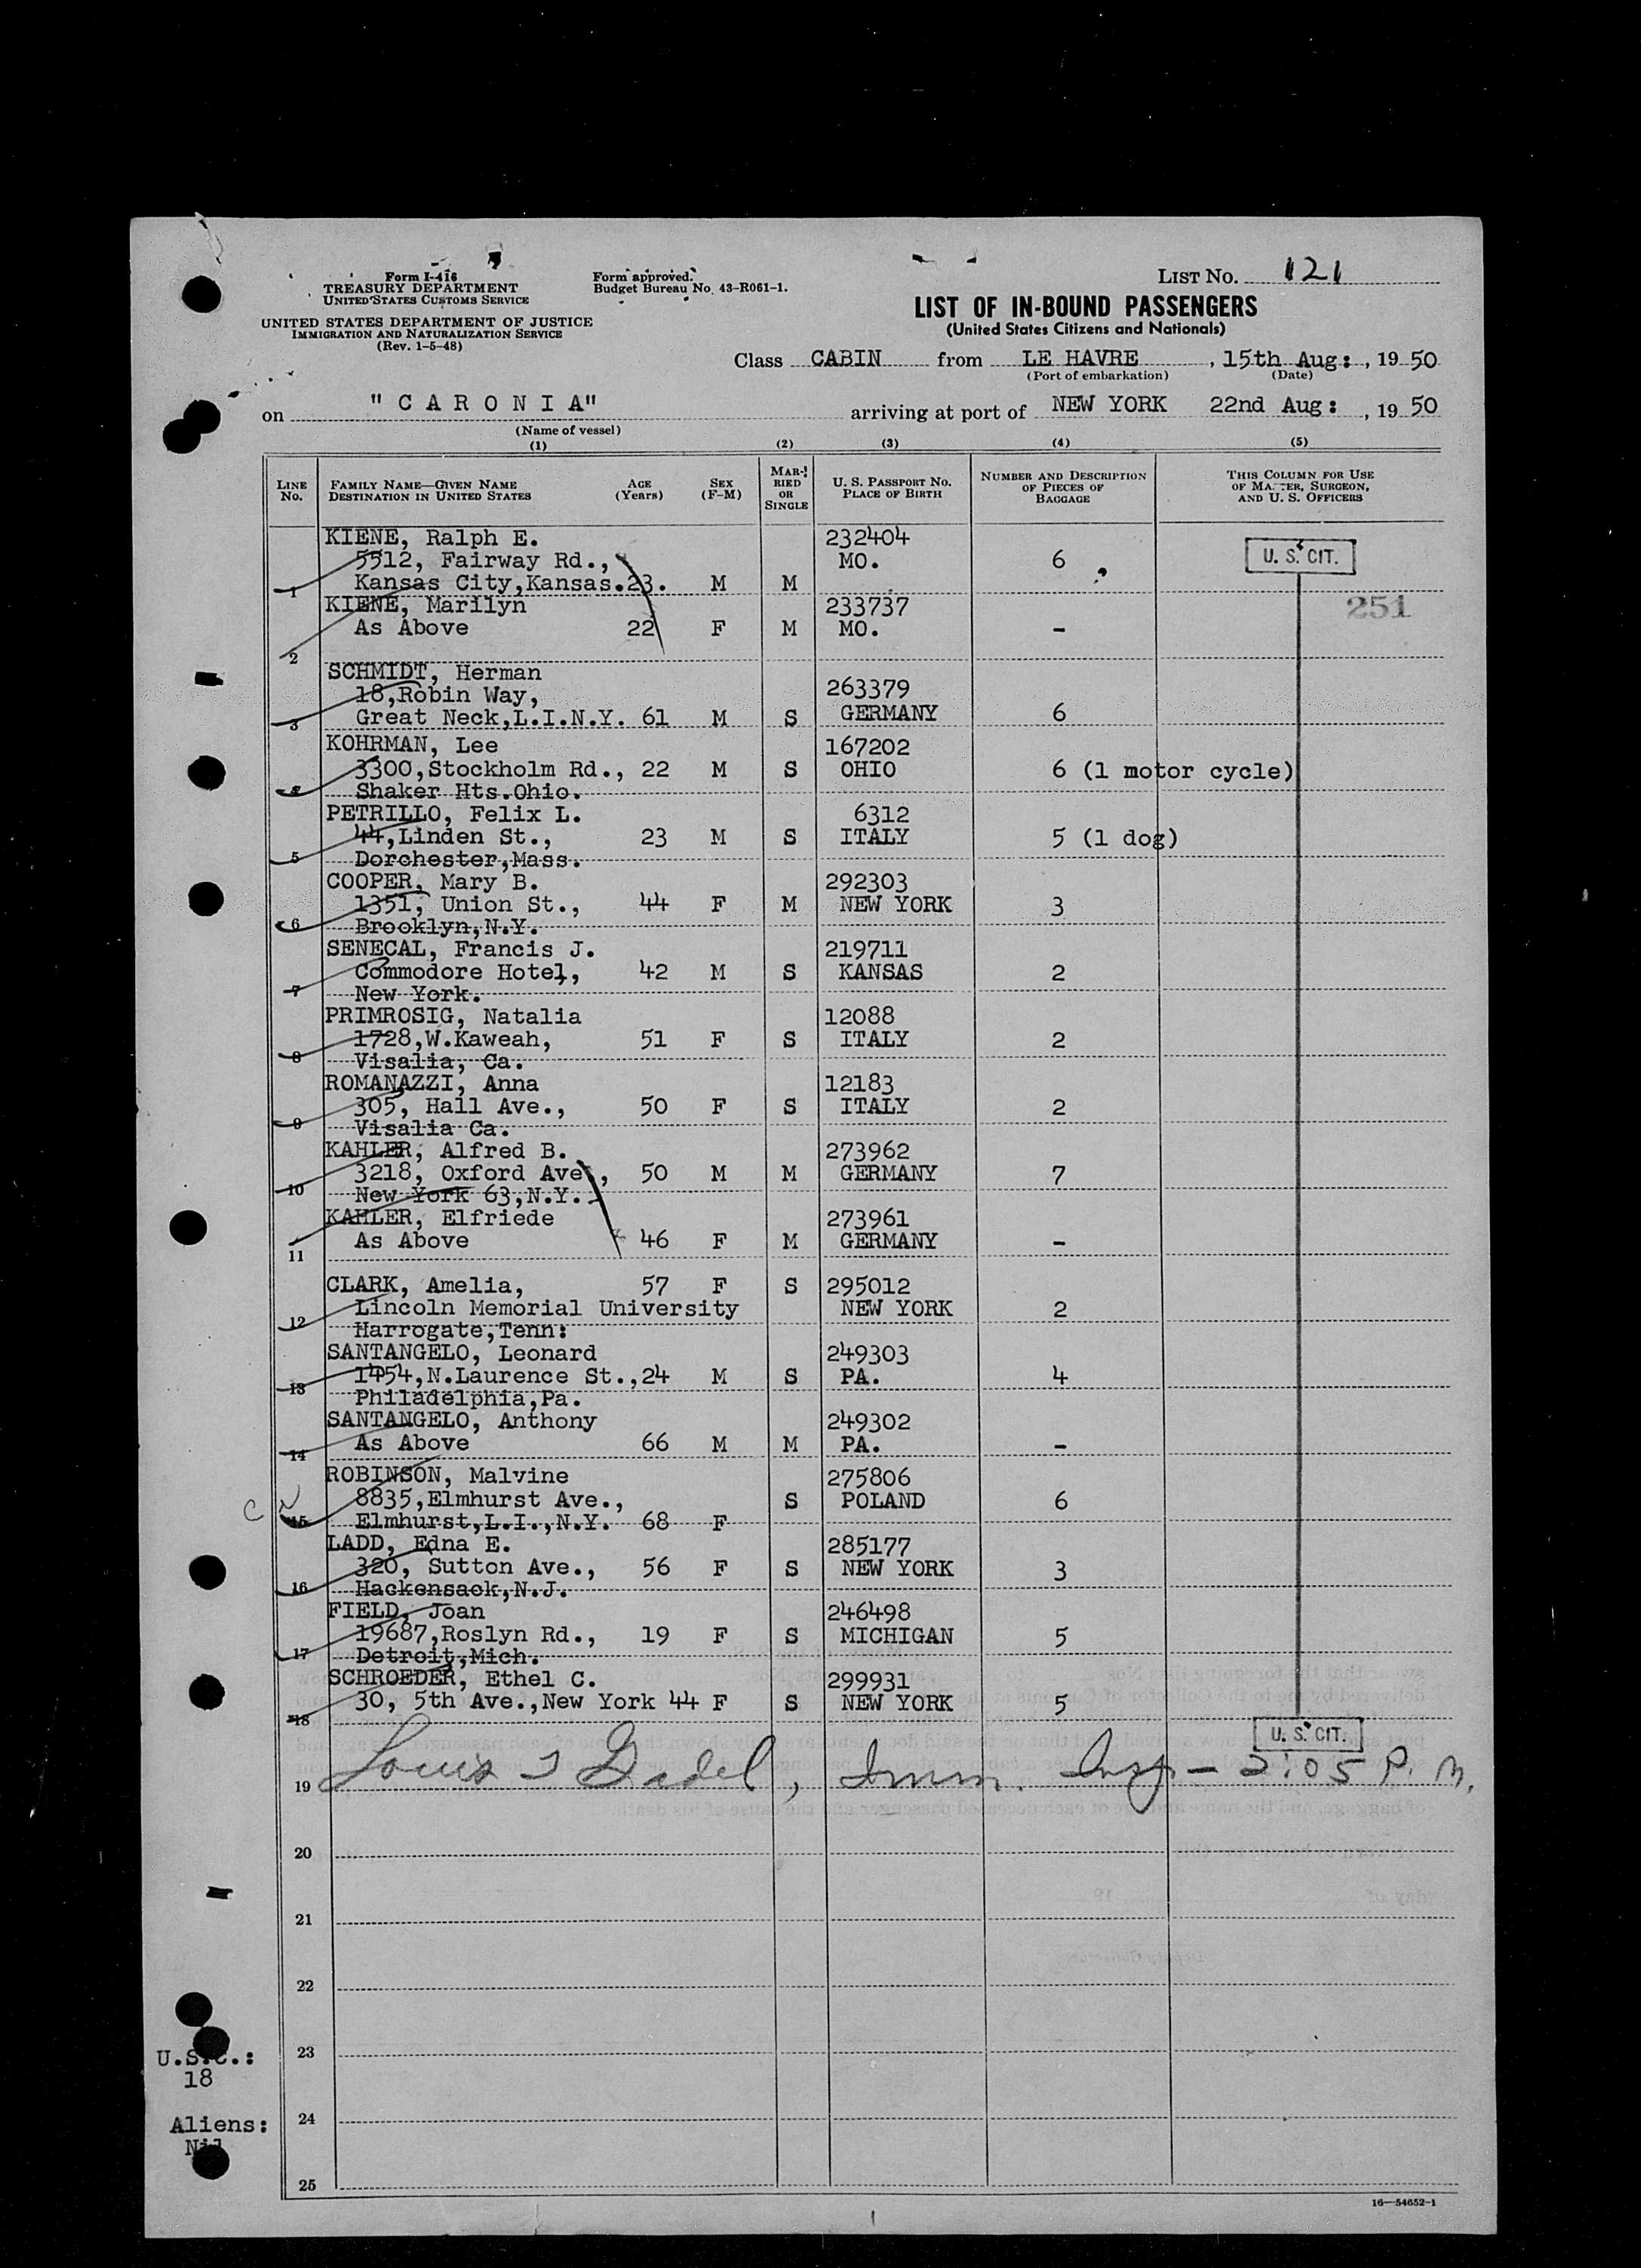 Form I-416
TREASURY DEPARTMENT
UNITED STATES CUSTOMS SERVICE
UNITED STATES DEPARTMENT OF JUSTICE
IMMIGRATION AND NATURALIZATION SERVICE
(Rev. 1-5-48)
Form approved.
Budget Bureau No. 43-R061-1.
LIST No. 121
LIST OF IN-BOUND PASSENGERS
(United States Citizens and Nationals)
Class CABIN from LE HAVRE, 15th Aug:, 1950
(Port of embarkation) (Date)
on "CARONIA" arriving at port of NEW YORK 22nd Aug:, 1950
(Name of vessel)
(1) (2) (3) (4) (5)
LINE No. FAMILY NAME—GIVEN NAME DESTINATION IN UNITED STATES AGE (Years) SEX (F-M) MARRIED OR SINGLE U. S. PASSPORT No. PLACE OF BIRTH NUMBER AND DESCRIPTION OF PIECES OF BAGGAGE THIS COLUMN FOR USE OF MASTER, SURGEON, AND U. S. OFFICERS
KIENE, Ralph E. 232404
5512, Fairway Rd., MO. 6 U. S. CIT.
1 Kansas City,Kansas.23. M M
KIENE, Marilyn 233737 251
As Above 22 F M MO. -
2
SCHMIDT, Herman
18,Robin Way, 263379
3 Great Neck,L.I.N.Y. 61 M S GERMANY 6
KOHRMAN, Lee 167202
3300,Stockholm Rd., 22 M S OHIO 6 (1 motor cycle)
4 Shaker Hts.Ohio.
PETRILLO, Felix L. 6312
44,Linden St., 23 M S ITALY 5 (1 dog)
5 Dorchester,Mass.
COOPER, Mary B. 292303
1351, Union St., 44 F M NEW YORK 3
6 Brooklyn,N.Y.
SENECAL, Francis J. 219711
Commodore Hotel, 42 M S KANSAS 2
7 New York.
PRIMROSIG, Natalia 12088
1728,W.Kaweah, 51 F S ITALY 2
8 Visalia, Ca.
ROMANAZZI, Anna 12183
305, Hall Ave., 50 F S ITALY 2
9 Visalia Ca.
KAHLER, Alfred B. 273962
3218, Oxford Ave., 50 M M GERMANY 7
10 New York 63,N.Y.
KAHLER, Elfriede 273961
As Above 46 F M GERMANY -
11
CLARK, Amelia, 57 F S 295012
Lincoln Memorial University NEW YORK 2
12 Harrogate,Tenn:
SANTANGELO, Leonard 249303
1454,N.Laurence St.,24 M S PA. 4
13 Philadelphia,Pa.
SANTANGELO, Anthony 249302
14 As Above 66 M M PA. -
ROBINSON, Malvine 275806
8835,Elmhurst Ave., S POLAND 6
15 Elmhurst,L.I.,N.Y. 68 F
LADD, Edna E. 285177
320, Sutton Ave., 56 F S NEW YORK 3
16 Hackensack,N.J.
FIELD, Joan 246498
19687,Roslyn Rd., 19 F S MICHIGAN 5
17 Detroit,Mich.
SCHROEDER, Ethel C. 299931
30, 5th Ave.,New York 44 F S NEW YORK 5
18
U. S. CIT.
19 Louis, Imm. Insp - 2:05 P. M.
20
21
22
U.S.C.: 23
18
Aliens: 24
Nil
25
16—54652-1